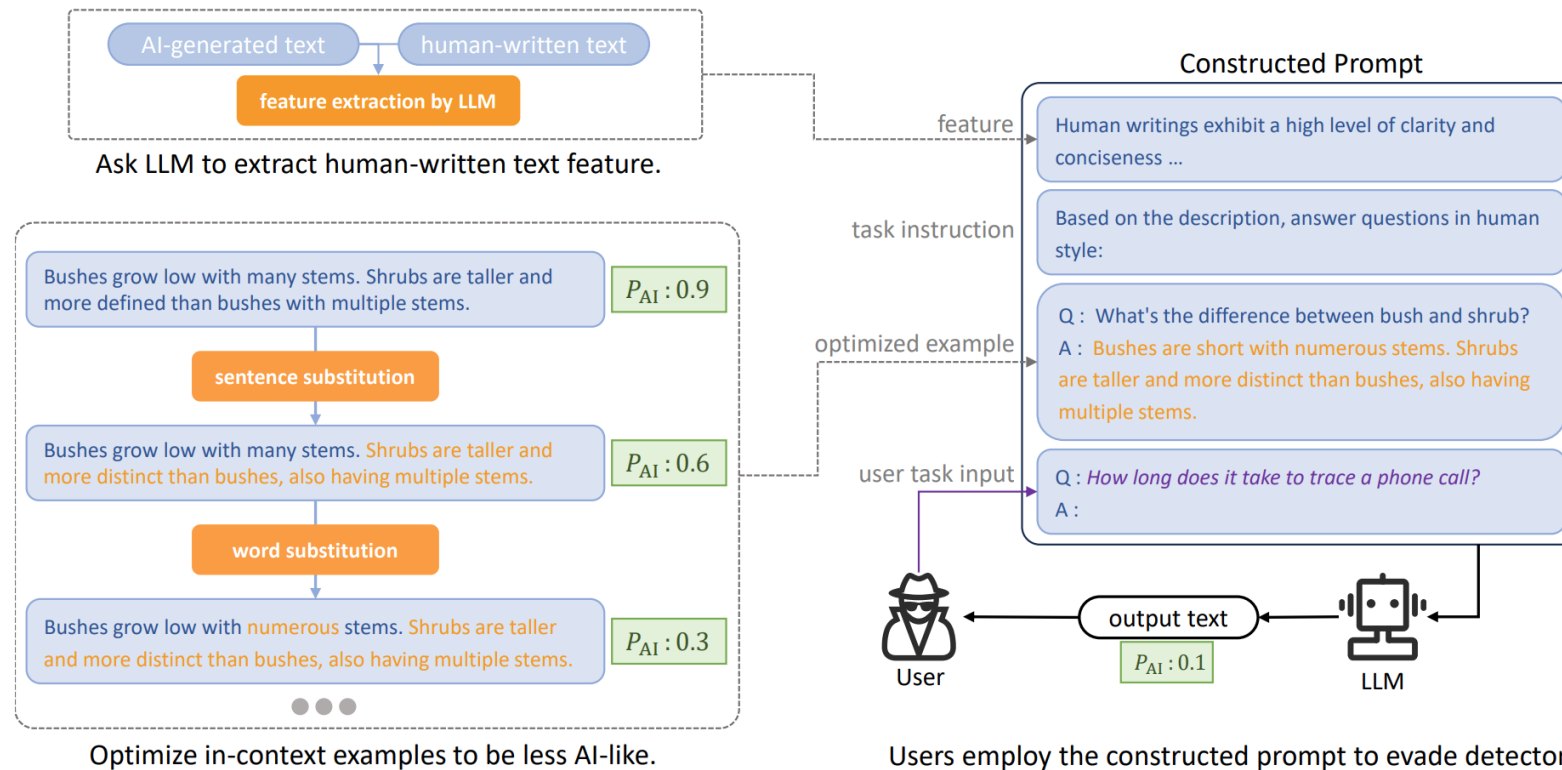 AI-generated text
human-written text
feature extraction by LLM
Ask LLM to extract human-written text feature.
Bushes grow low with many stems. Shrubs are taller and
more defined than bushes with multiple stems.
P_AI : 0.9
sentence substitution
Bushes grow low with many stems. Shrubs are taller and
more distinct than bushes, also having multiple stems.
P_AI : 0.6
word substitution
Bushes grow low with numerous stems. Shrubs are taller
and more distinct than bushes, also having multiple stems.
P_AI : 0.3
Optimize in-context examples to be less AI-like.
Constructed Prompt
feature
Human writings exhibit a high level of clarity and
conciseness ...
task instruction
Based on the description, answer questions in human
style:
optimized example
Q : What's the difference between bush and shrub?
A : Bushes are short with numerous stems. Shrubs
are taller and more distinct than bushes, also having
multiple stems.
user task input
Q : How long does it take to trace a phone call?
A :
User
output text
P_AI : 0.1
LLM
Users employ the constructed prompt to evade detector